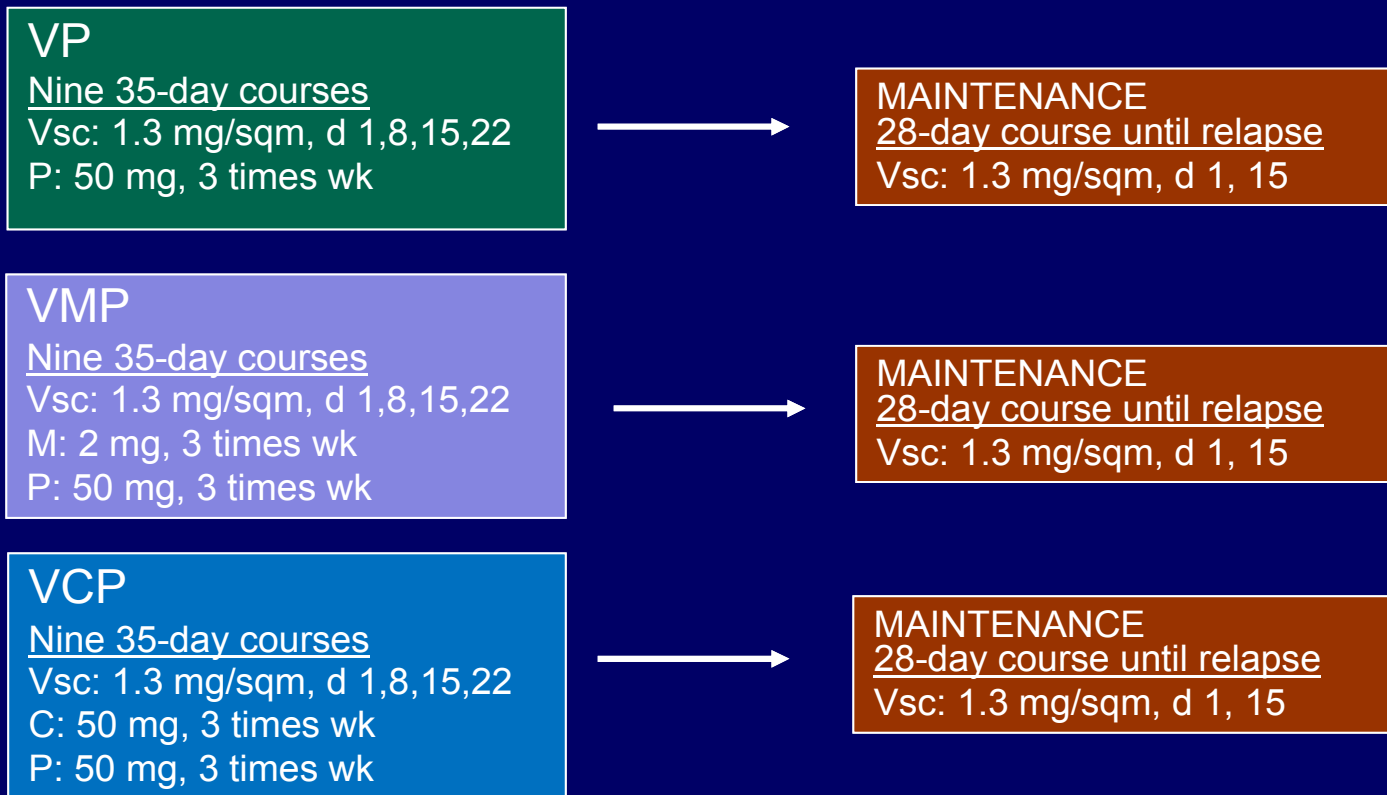 VP
Nine 35-day courses
Vsc: 1.3 mg/sqm, d 1,8,15,22
P: 50 mg, 3 times wk
MAINTENANCE
28-day course until relapse
Vsc: 1.3 mg/sqm, d 1, 15
VMP
Nine 35-day courses
Vsc: 1.3 mg/sqm, d 1,8,15,22
M: 2 mg, 3 times wk
P: 50 mg, 3 times wk
MAINTENANCE
28-day course until relapse
Vsc: 1.3 mg/sqm, d 1, 15
VCP
Nine 35-day courses
Vsc: 1.3 mg/sqm, d 1,8,15,22
C: 50 mg, 3 times wk
P: 50 mg, 3 times wk
MAINTENANCE
28-day course until relapse
Vsc: 1.3 mg/sqm, d 1, 15